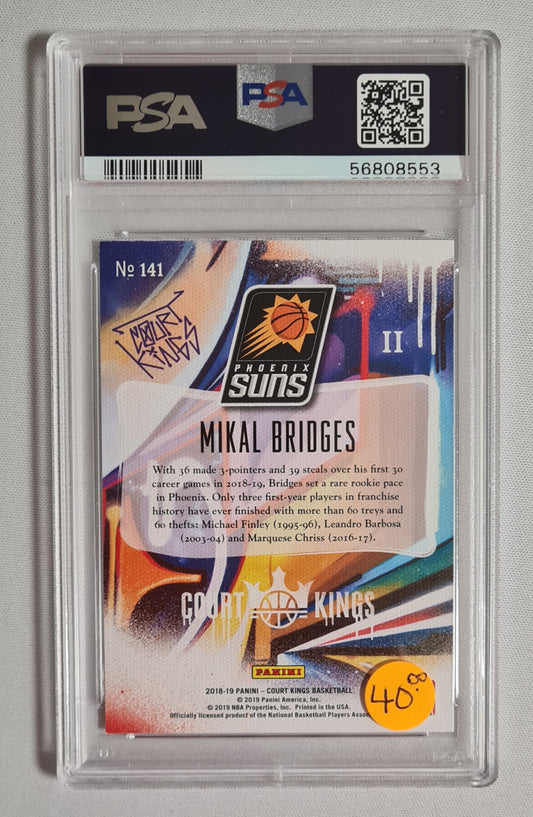 PSA
PSA
56808553
Nº 141
COURT
KINGS
PHOENIX
SUNS
II
MIKAL BRIDGES
With 36 made 3-pointers and 39 steals over his first 30
career games in 2018-19, Bridges set a rare rookie pace
in Phoenix. Only three first-year players in franchise
history have ever finished with more than 60 treys and
60 thefts: Michael Finley (1995-96), Leandro Barbosa
(2003-04) and Marquese Chriss (2016-17).
COURT KINGS
PANINI
2018-19 PANINI – COURT KINGS BASKETBALL
© 2019 Panini America, Inc.
© 2019 NBA Properties, Inc. Printed in the USA.
Officially licensed product of the National Basketball Players Assoc
40.00